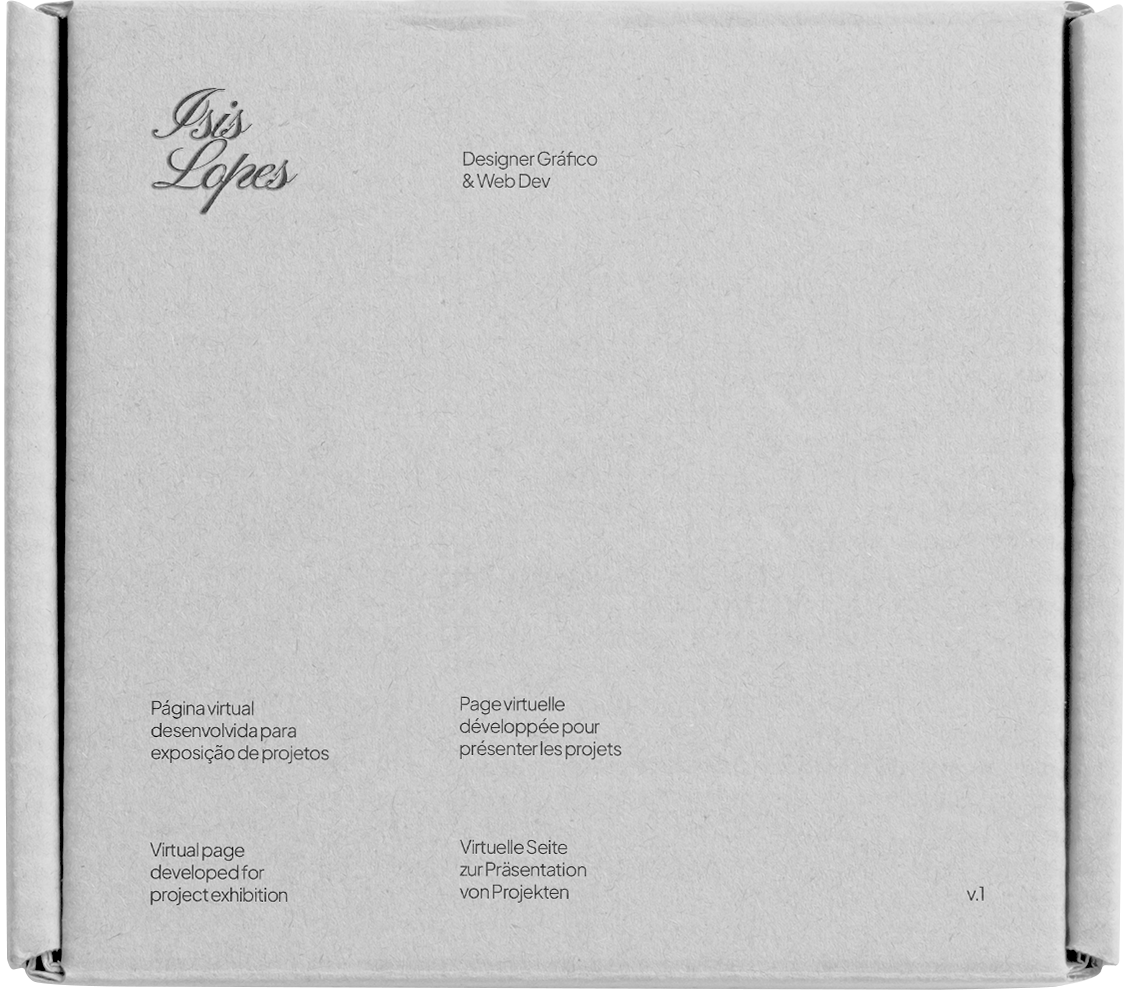 Isis
Lopes
Designer Gráfico
& Web Dev
Página virtual
desenvolvida para
exposição de projetos
Page virtuelle
développée pour
présenter les projets
Virtual page
developed for
project exhibition
Virtuelle Seite
zur Präsentation
von Projekten
v.1